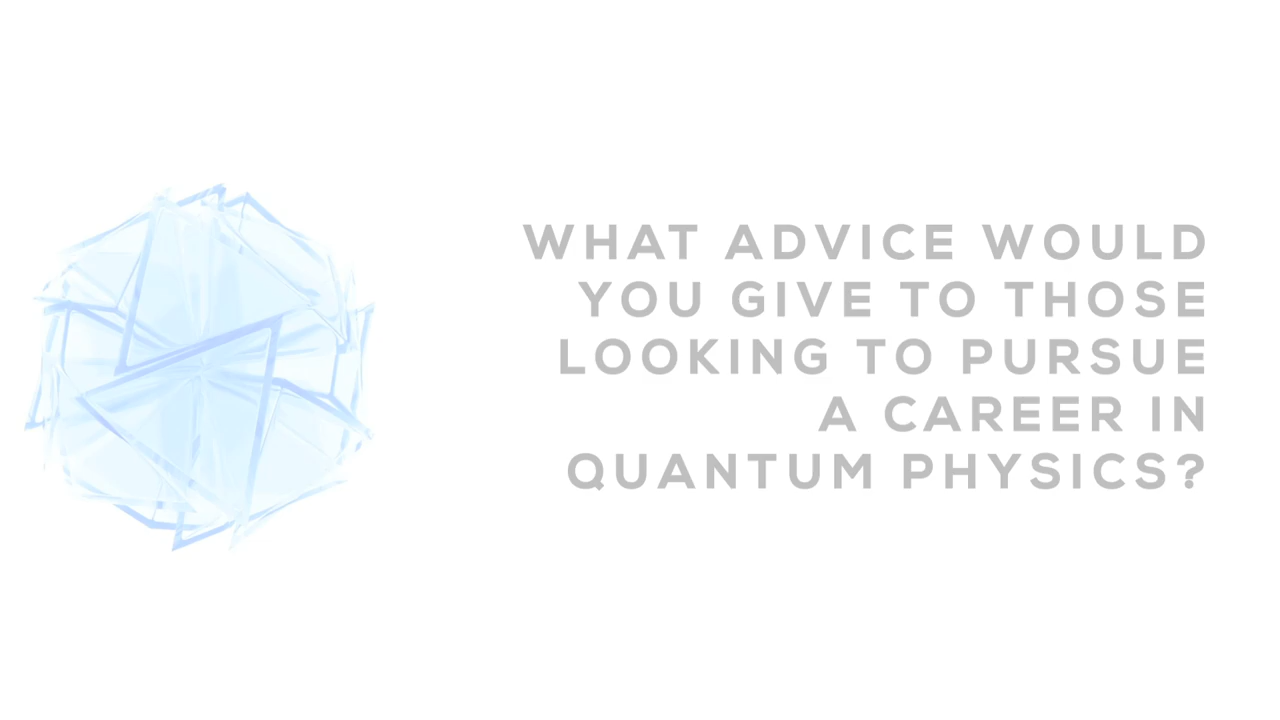 WHAT ADVICE WOULD
YOU GIVE TO THOSE
LOOKING TO PURSUE
A CAREER IN
QUANTUM PHYSICS?